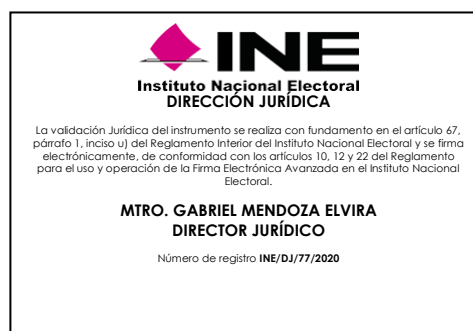 INE
Instituto Nacional Electoral
DIRECCIÓN JURÍDICA
La validación Jurídica del instrumento se realiza con fundamento en el artículo 67,
párrafo 1, inciso u) del Reglamento Interior del Instituto Nacional Electoral y se firma
electrónicamente, de conformidad con los artículos 10, 12 y 22 del Reglamento
para el uso y operación de la Firma Electrónica Avanzada en el Instituto Nacional
Electoral.
MTRO. GABRIEL MENDOZA ELVIRA
DIRECTOR JURÍDICO
Número de registro INE/DJ/77/2020